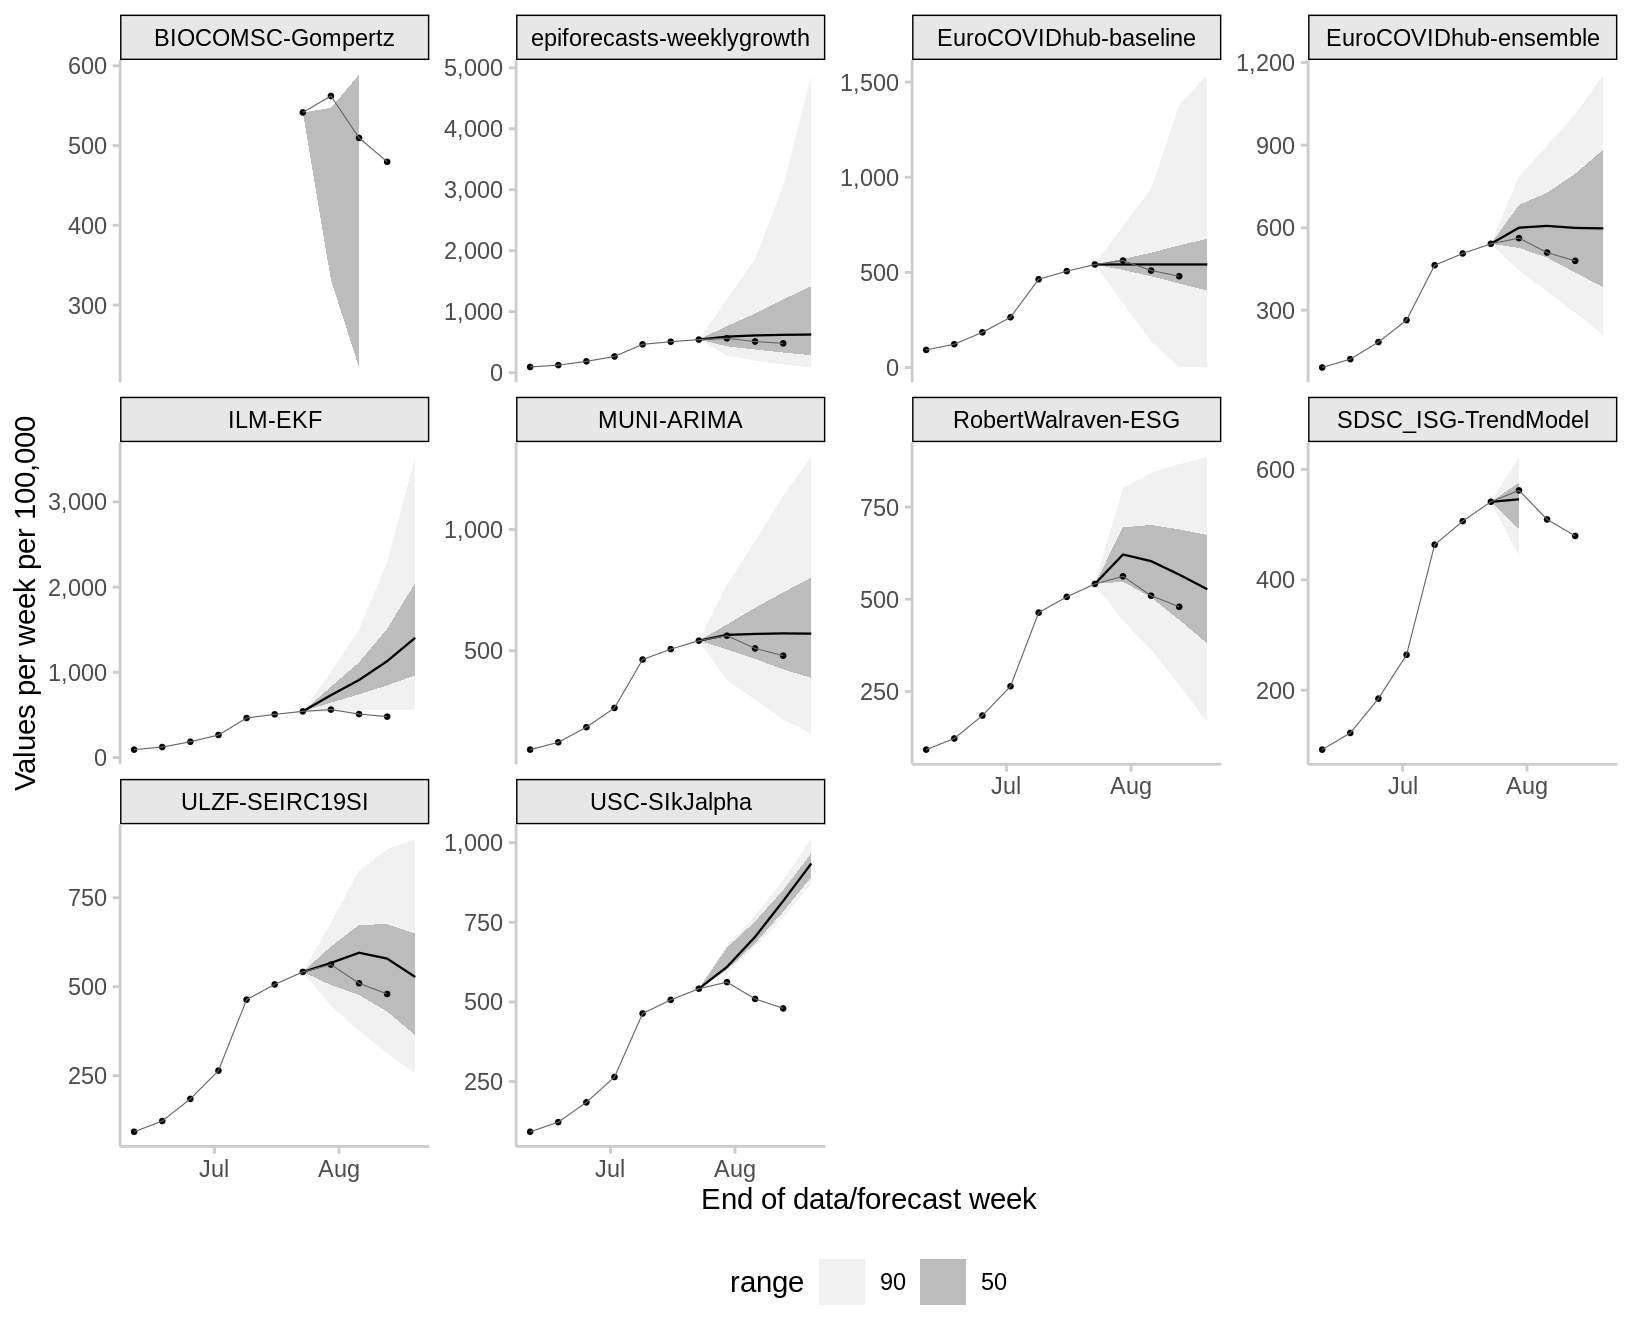 BIOCOMSC-Gompertz
epiforecasts-weeklygrowth
EuroCOVIDhub-baseline
EuroCOVIDhub-ensemble
600
500
400
300
5,000
4,000
3,000
2,000
1,000
0
1,500
1,000
500
0
1,200
900
600
300
Values per week per 100,000
ILM-EKF
MUNI-ARIMA
RobertWalraven-ESG
SDSC_ISG-TrendModel
3,000
2,000
1,000
0
1,000
500
750
500
250
Jul
Aug
600
400
200
Jul
Aug
ULZF-SEIRC19SI
USC-SIkJalpha
750
500
250
Jul
Aug
1,000
750
500
250
Jul
Aug
End of data/forecast week
range
90
50